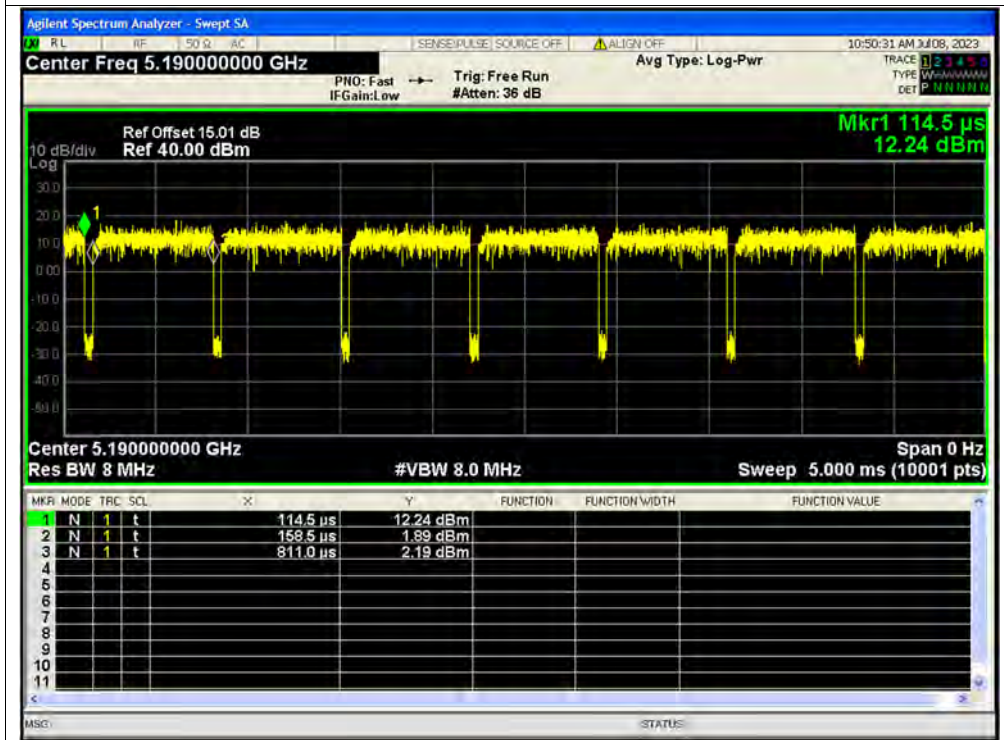 Agilent Spectrum Analyzer - Swept SA
RL RF 50 Ω AC SENSE:PULSE SOURCE OFF ALIGN OFF 10:50:31 AM Jul 08, 2023
Center Freq 5.190000000 GHz Avg Type: Log-Pwr TRACE 1 2 3 4 5 6
PNO: Fast Trig: Free Run TYPE
IFGain:Low #Atten: 36 dB DET P N N N N N
Mkr1 114.5 µs
Ref Offset 15.01 dB
10 dB/div Ref 40.00 dBm 12.24 dBm
Log
30.0
20.0
1
10.0
0.00
-10.0
-20.0
-30.0
-40.0
-50.0
Center 5.190000000 GHz Span 0 Hz
Res BW 8 MHz #VBW 8.0 MHz Sweep 5.000 ms (10001 pts)
MKR MODE TRC SCL X Y FUNCTION FUNCTION WIDTH FUNCTION VALUE
1 N 1 t 114.5 µs 12.24 dBm
2 N 1 t 158.5 µs 1.89 dBm
3 N 1 t 811.0 µs 2.19 dBm
4
5
6
7
8
9
10
11
MSG STATUS